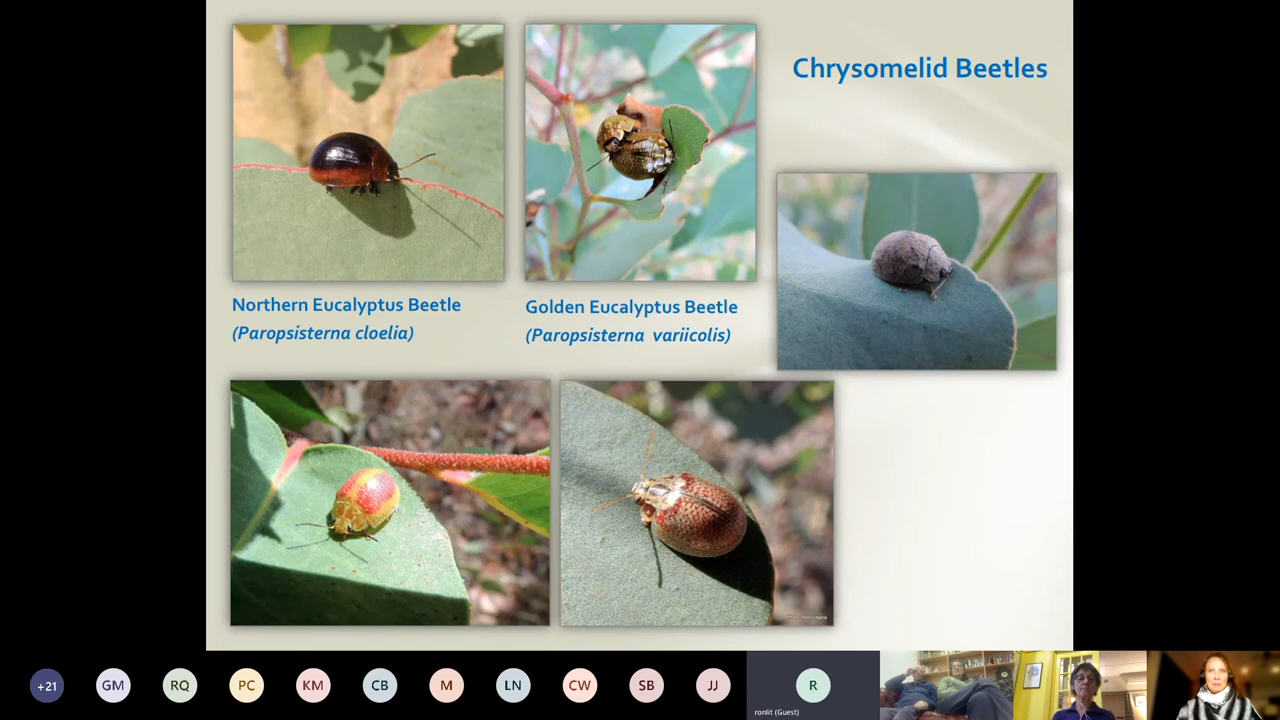 Chrysomelid Beetles
Northern Eucalyptus Beetle
(Paropsisterna cloelia)
Golden Eucalyptus Beetle
(Paropsisterna variicolis)
+21
GM
RQ
PC
KM
CB
M
LN
CW
SB
JJ
R
ronlit (Guest)